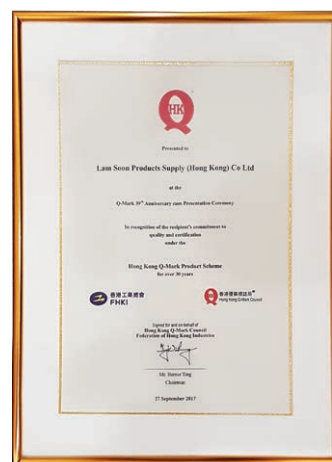 HK
Presented to
Lam Soon Products Supply (Hong Kong) Co Ltd
at the
Q-Mark 39th Anniversary cum Presentation Ceremony
In recognition of the recipient's commitment to
quality and certification
under the
Hong Kong Q-Mark Product Scheme
for over 30 years
香港工業總會
FHKI
香港優質標誌局
Hong Kong Q-Mark Council
Signed for and on behalf of
Hong Kong Q-Mark Council
Federation of Hong Kong Industries
Chairman
27 September 2017